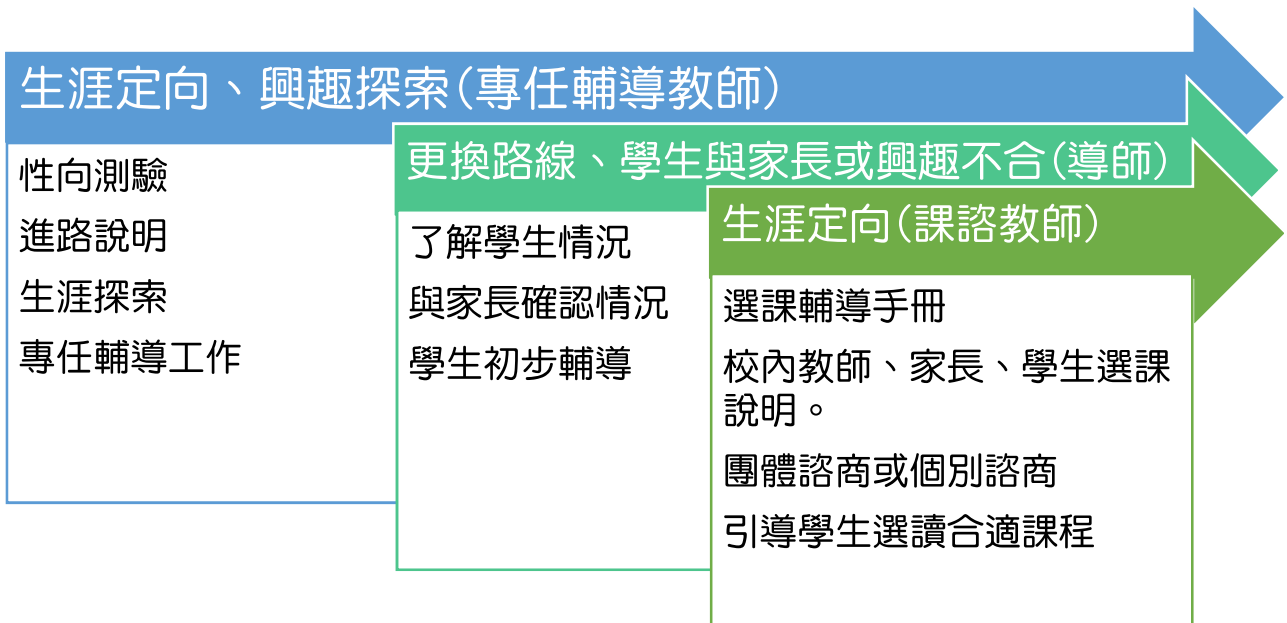 生涯定向、興趣探索(專任輔導教師)
性向測驗
進路說明
生涯探索
專任輔導工作
更換路線、學生與家長或興趣不合(導師)
了解學生情況
與家長確認情況
學生初步輔導
生涯定向(課諮教師)
選課輔導手冊
校內教師、家長、學生選課
說明。
團體諮商或個別諮商
引導學生選讀合適課程